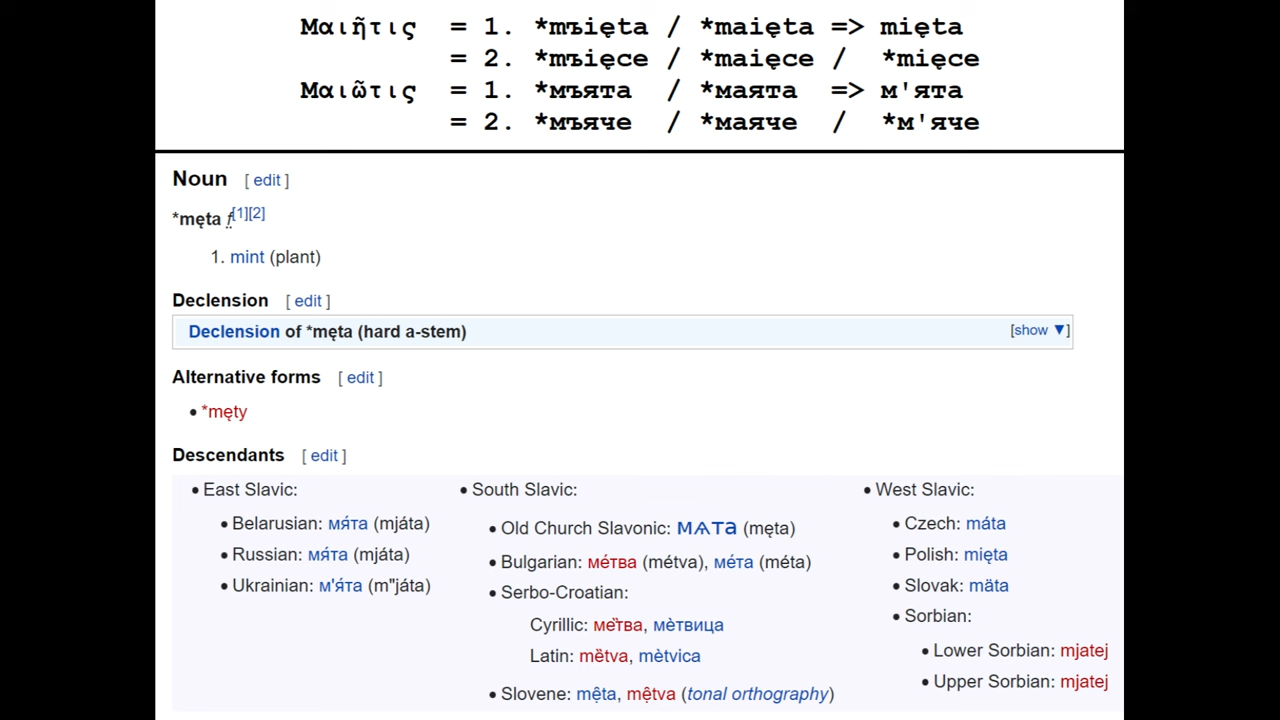 Μαιῆτις = 1. *mъięta / *maięta => mięta
= 2. *mъięce / *maięce / *mięce
Μαιῶτις = 1. *мъята / *маята => м'ята
= 2. *мъяче / *маяче / *м'яче
Noun [ edit ]
*męta f[1][2]
1. mint (plant)
Declension [ edit ]
Declension of *męta (hard a-stem) [show ▼]
Alternative forms [ edit ]
• *męty
Descendants [ edit ]
• East Slavic:
• Belarusian: мя́та (mjáta)
• Russian: мя́та (mjáta)
• Ukrainian: м'я́та (m"játa)
• South Slavic:
• Old Church Slavonic: мѧта (męta)
• Bulgarian: ме́тва (métva), ме́та (méta)
• Serbo-Croatian:
Cyrillic: ме̏тва, мѐтвица
Latin: mȅtva, mètvica
• Slovene: mę̑ta, mę̑tva (tonal orthography)
• West Slavic:
• Czech: máta
• Polish: mięta
• Slovak: mäta
• Sorbian:
• Lower Sorbian: mjatej
• Upper Sorbian: mjatej